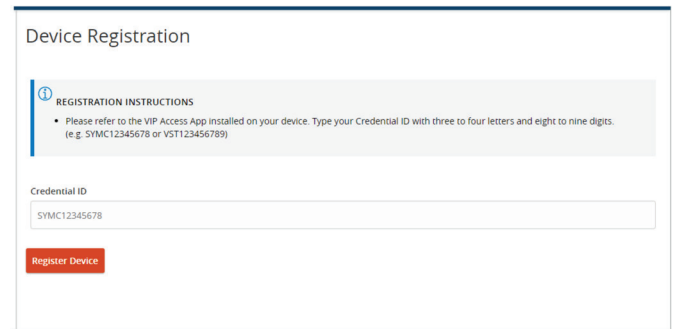 Device Registration
REGISTRATION INSTRUCTIONS
• Please refer to the VIP Access App installed on your device. Type your Credential ID with three to four letters and eight to nine digits.
(e.g. SYMC12345678 or VST123456789)
Credential ID
SYMC12345678
Register Device